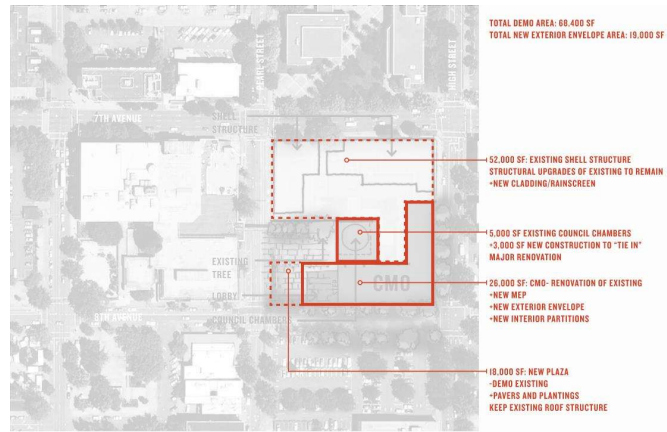 TOTAL DEMO AREA: 68,400 SF
TOTAL NEW EXTERIOR ENVELOPE AREA: 19,000 SF
PEARL STREET
HIGH STREET
7TH AVENUE
SHELL
STRUCTURE
52,000 SF: EXISTING SHELL STRUCTURE
STRUCTURAL UPGRADES OF EXISTING TO REMAIN
+NEW CLADDING/RAINSCREEN
5,000 SF EXISTING COUNCIL CHAMBERS
+3,000 SF NEW CONSTRUCTION TO "TIE IN"
MAJOR RENOVATION
EXISTING
TREE
26,000 SF: CMO- RENOVATION OF EXISTING
+NEW MEP
+NEW EXTERIOR ENVELOPE
+NEW INTERIOR PARTITIONS
CMO
LOBBY
8TH AVENUE
COUNCIL CHAMBER
18,000 SF: NEW PLAZA
-DEMO EXISTING
+PAVERS AND PLANTINGS
KEEP EXISTING ROOF STRUCTURE